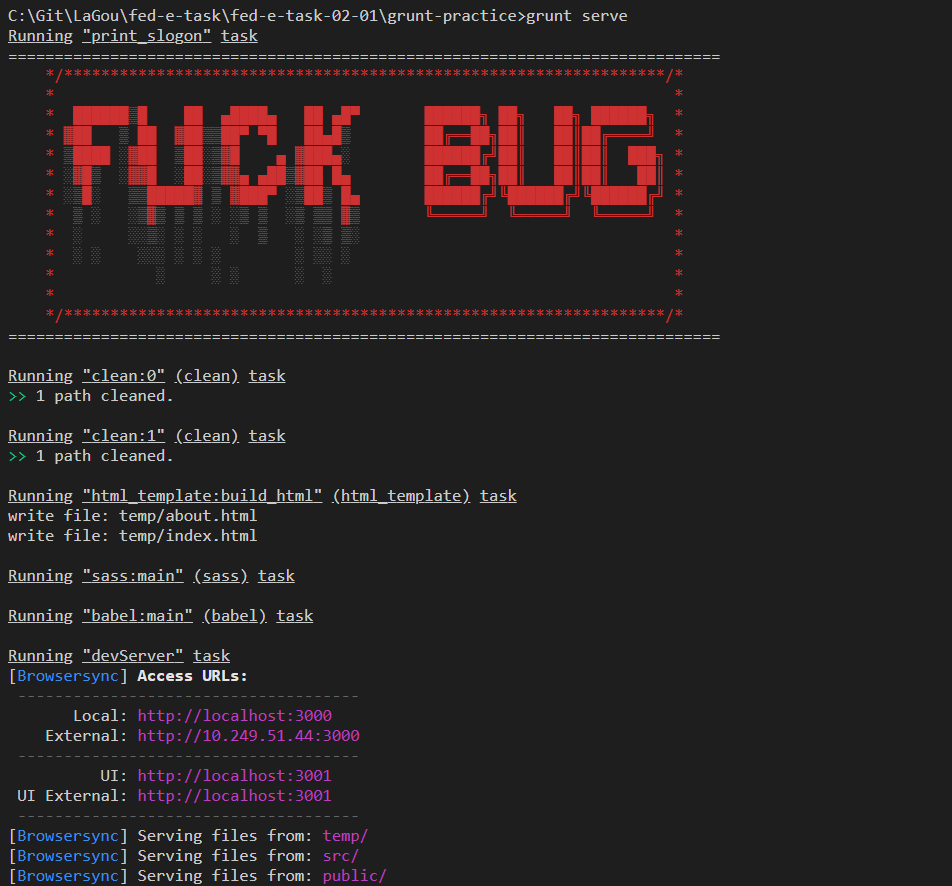 C:\Git\LaGou\fed-e-task\fed-e-task-02-01\grunt-practice>grunt serve
Running "print_slogon" task
=============================================================================
*/*****************************************************************/*
* *
FUCK BUG
*/*****************************************************************/*
=============================================================================
Running "clean:0" (clean) task
>> 1 path cleaned.
Running "clean:1" (clean) task
>> 1 path cleaned.
Running "html_template:build_html" (html_template) task
write file: temp/about.html
write file: temp/index.html
Running "sass:main" (sass) task
Running "babel:main" (babel) task
Running "devServer" task
[Browsersync] Access URLs:
--------------------------------------
Local: http://localhost:3000
External: http://10.249.51.44:3000
--------------------------------------
UI: http://localhost:3001
UI External: http://localhost:3001
--------------------------------------
[Browsersync] Serving files from: temp/
[Browsersync] Serving files from: src/
[Browsersync] Serving files from: public/